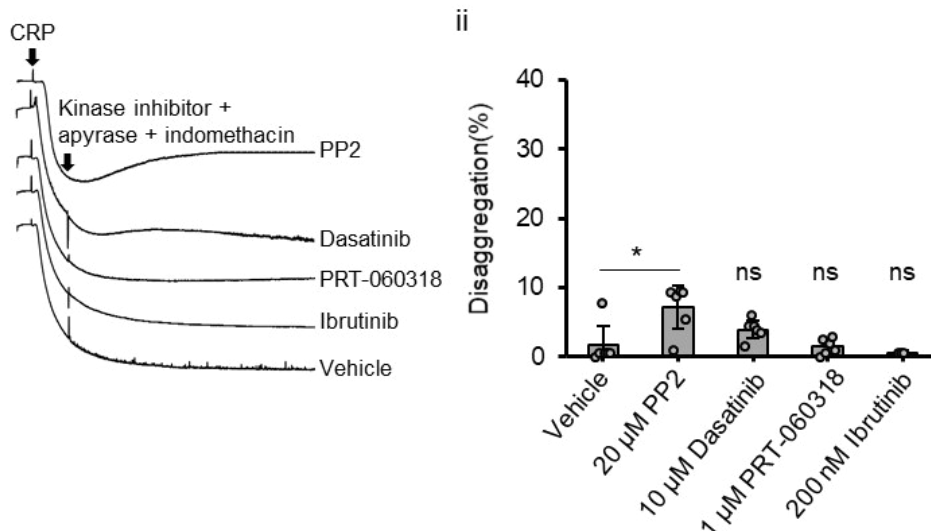 CRP
Kinase inhibitor +
apyrase + indomethacin
PP2
Dasatinib
PRT-060318
Ibrutinib
Vehicle
ii
Disaggregation(%)
40
30
20
10
0
*
ns
ns
ns
Vehicle
20 µM PP2
10 µM Dasatinib
1 µM PRT-060318
200 nM Ibrutinib